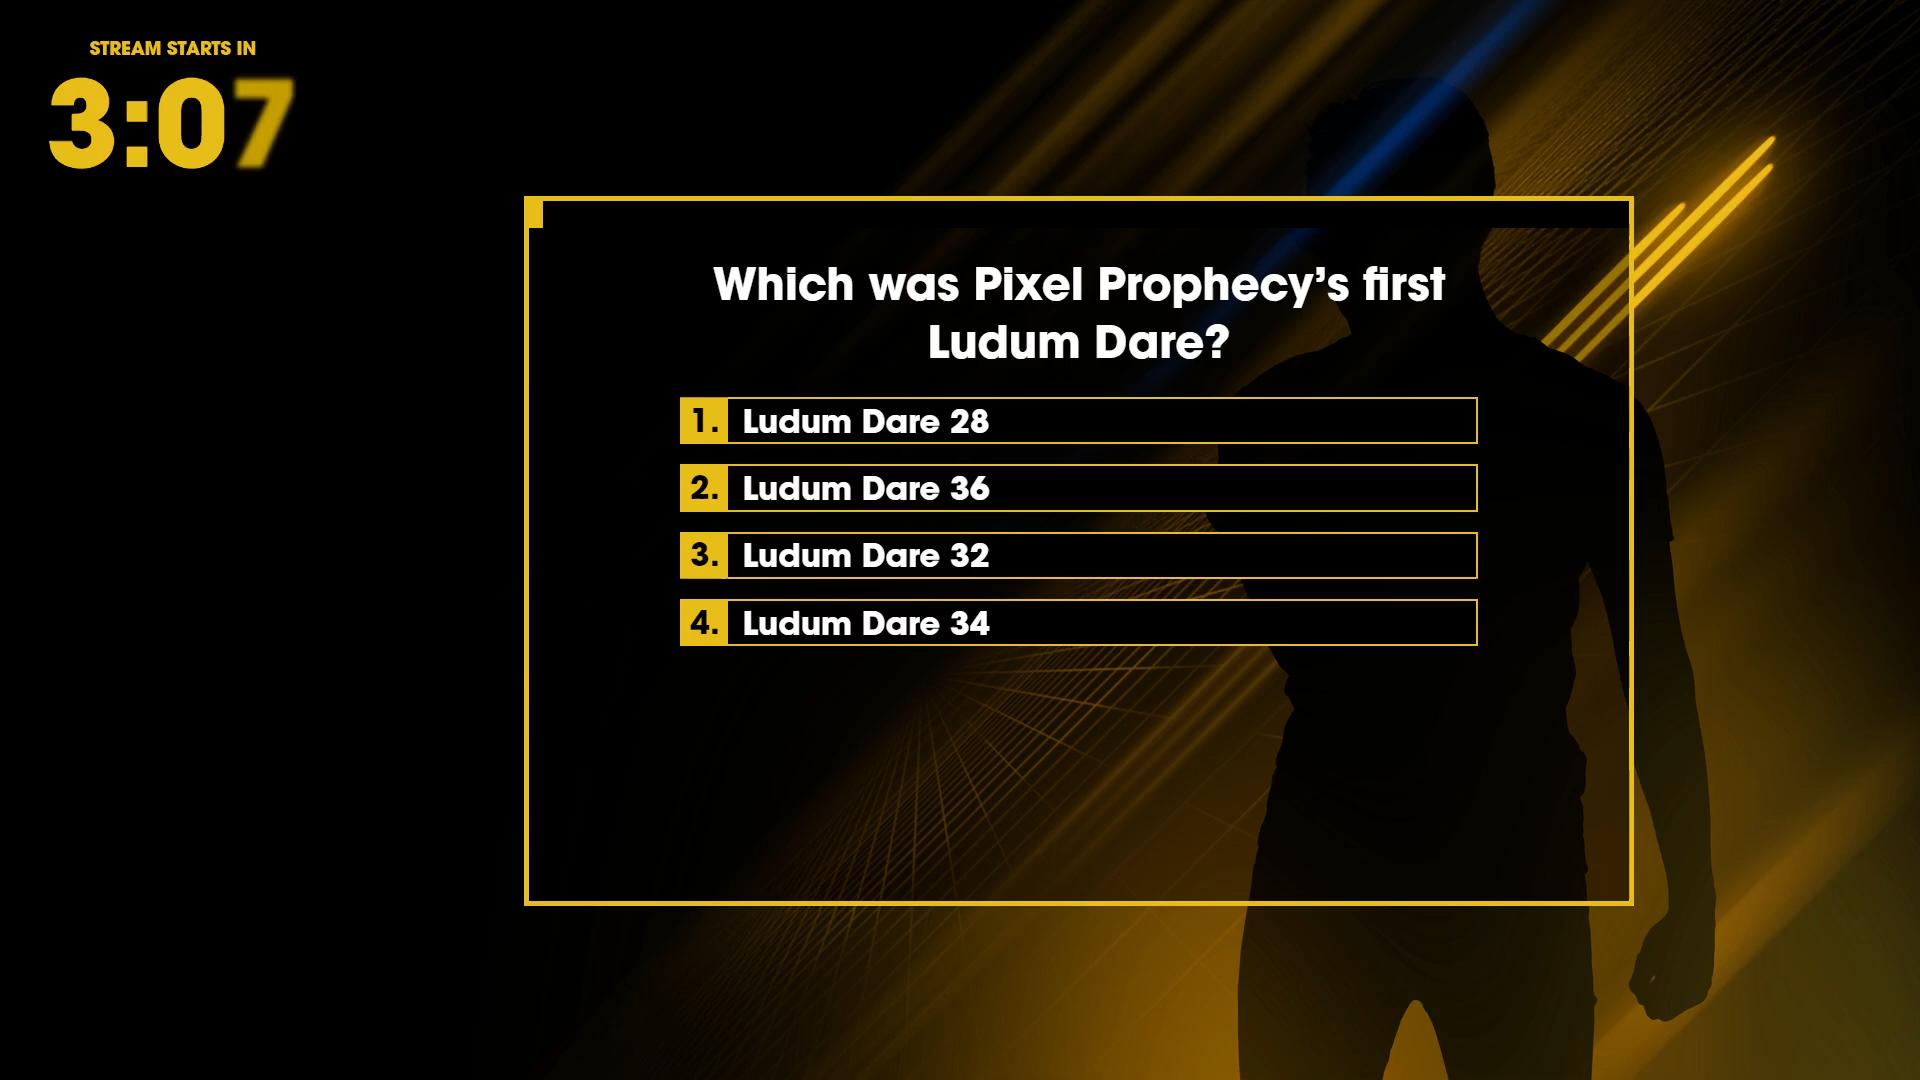 STREAM STARTS IN
3:07
Which was Pixel Prophecy’s first
Ludum Dare?
1. Ludum Dare 28
2. Ludum Dare 36
3. Ludum Dare 32
4. Ludum Dare 34